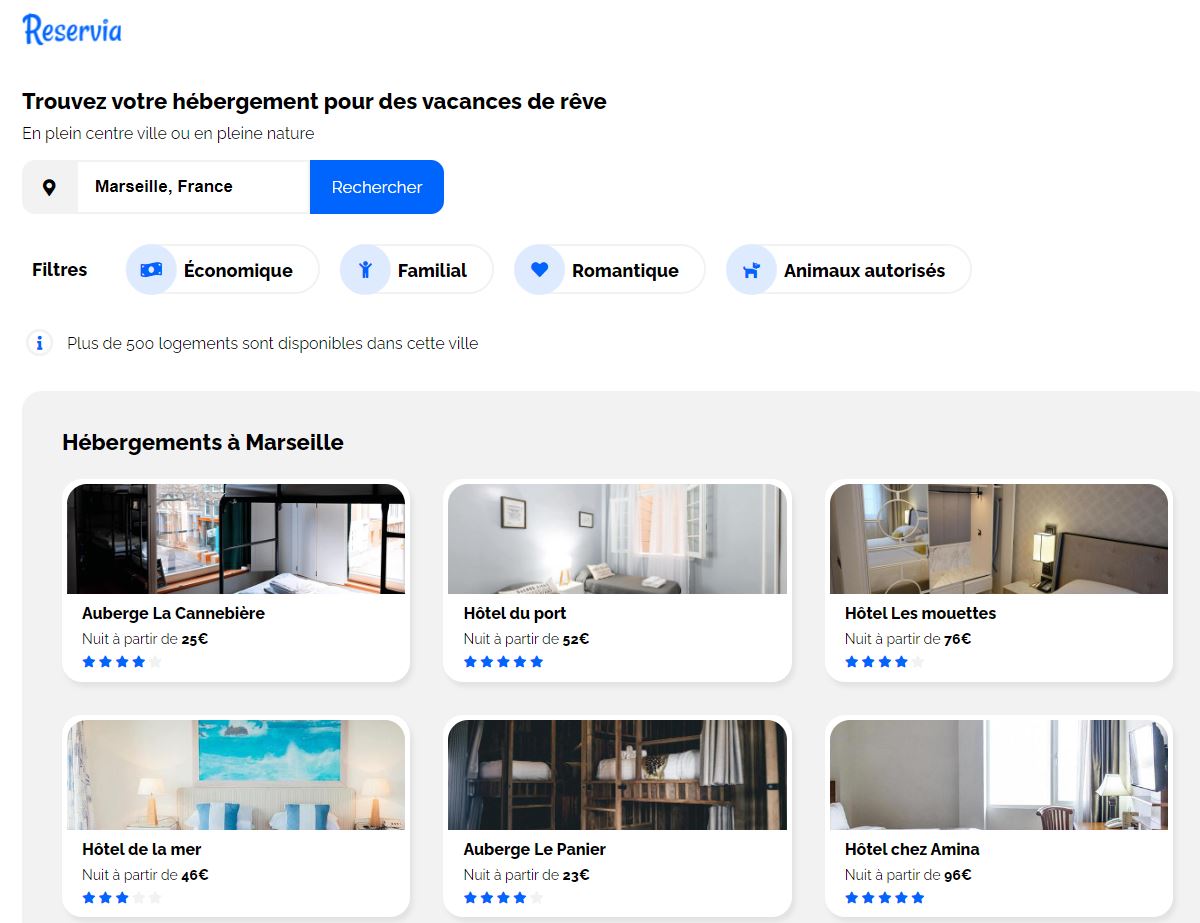 Reservia
Trouvez votre hébergement pour des vacances de rêve
En plein centre ville ou en pleine nature
Marseille, France
Rechercher
Filtres
Économique
Familial
Romantique
Animaux autorisés
Plus de 500 logements sont disponibles dans cette ville
Hébergements à Marseille
Auberge La Cannebière
Nuit à partir de 25€
Hôtel du port
Nuit à partir de 52€
Hôtel Les mouettes
Nuit à partir de 76€
Hôtel de la mer
Nuit à partir de 46€
Auberge Le Panier
Nuit à partir de 23€
Hôtel chez Amina
Nuit à partir de 96€